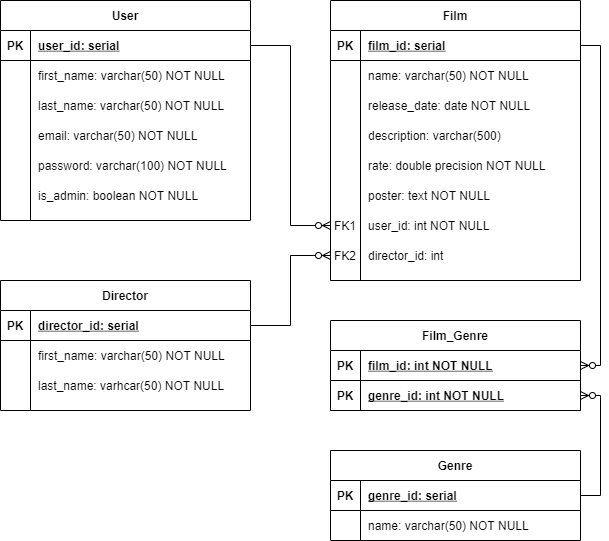 User
PK user_id: serial
first_name: varchar(50) NOT NULL
last_name: varchar(50) NOT NULL
email: varchar(50) NOT NULL
password: varchar(100) NOT NULL
is_admin: boolean NOT NULL
Film
PK film_id: serial
name: varchar(50) NOT NULL
release_date: date NOT NULL
description: varchar(500)
rate: double precision NOT NULL
poster: text NOT NULL
FK1 user_id: int NOT NULL
FK2 director_id: int
Director
PK director_id: serial
first_name: varchar(50) NOT NULL
last_name: varhcar(50) NOT NULL
Film_Genre
PK film_id: int NOT NULL
PK genre_id: int NOT NULL
Genre
PK genre_id: serial
name: varchar(50) NOT NULL